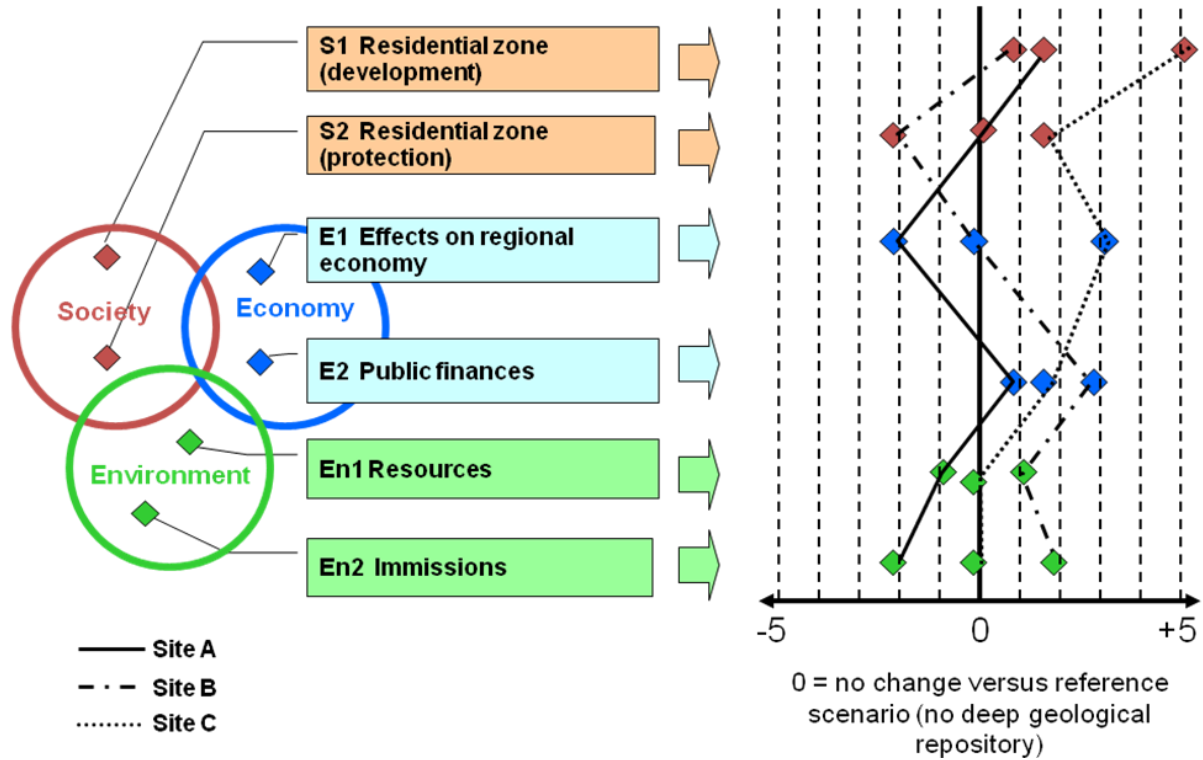 S1 Residential zone
(development)
S2 Residential zone
(protection)
E1 Effects on regional
economy
Society
Economy
E2 Public finances
Environment
En1 Resources
En2 Immissions
-5
0
+5
Site A
Site B
Site C
0 = no change versus reference
scenario (no deep geological
repository)